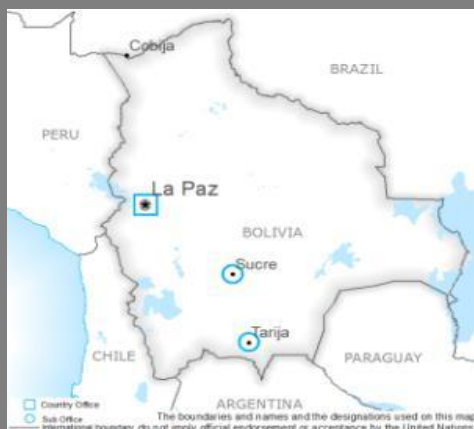 Cobija
BRAZIL
PERU
La Paz
BOLIVIA
Sucre
Tarija
CHILE
PARAGUAY
ARGENTINA
Country Office
Sub Office
The boundaries and names and the designations used on this map
International boundary do not imply official endorsement or acceptance by the United Nations